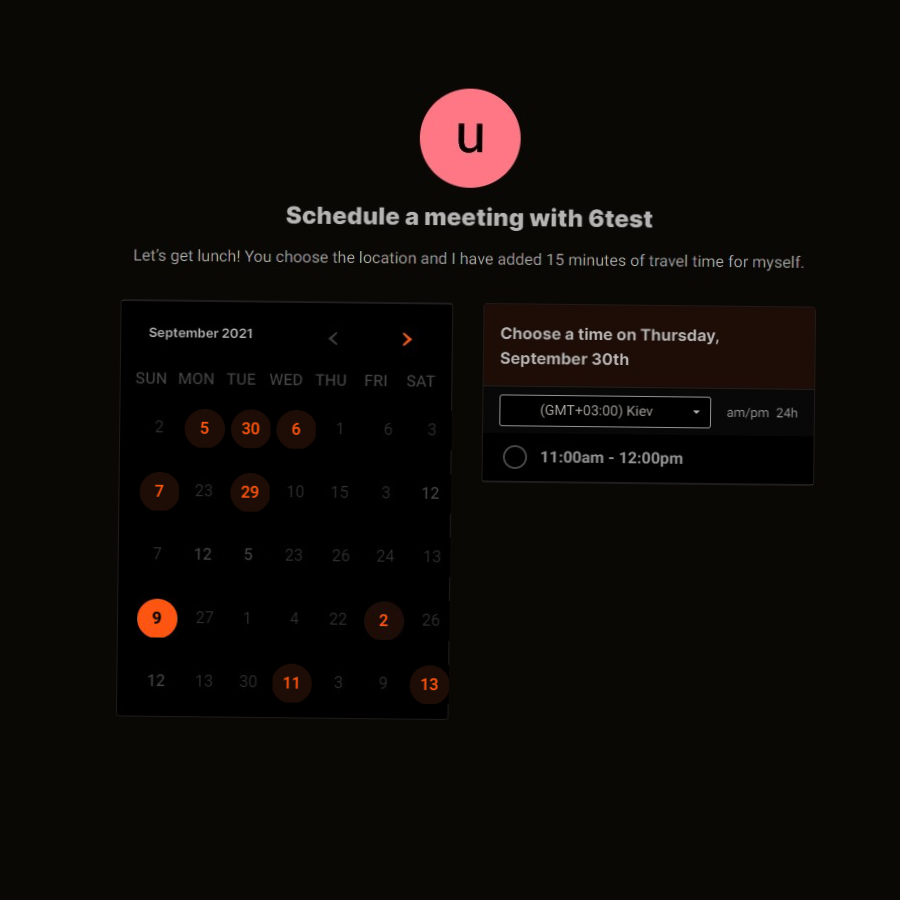 u
Schedule a meeting with 6test
Let's get lunch! You choose the location and I have added 15 minutes of travel time for myself.
September 2021
SUN MON TUE WED THU FRI SAT
2 5 30 6 1 6 3
7 23 29 10 15 3 12
7 12 5 23 26 24 13
9 27 1 4 22 2 26
12 13 30 11 3 9 13
Choose a time on Thursday,
September 30th
(GMT+03:00) Kiev am/pm 24h
11:00am - 12:00pm